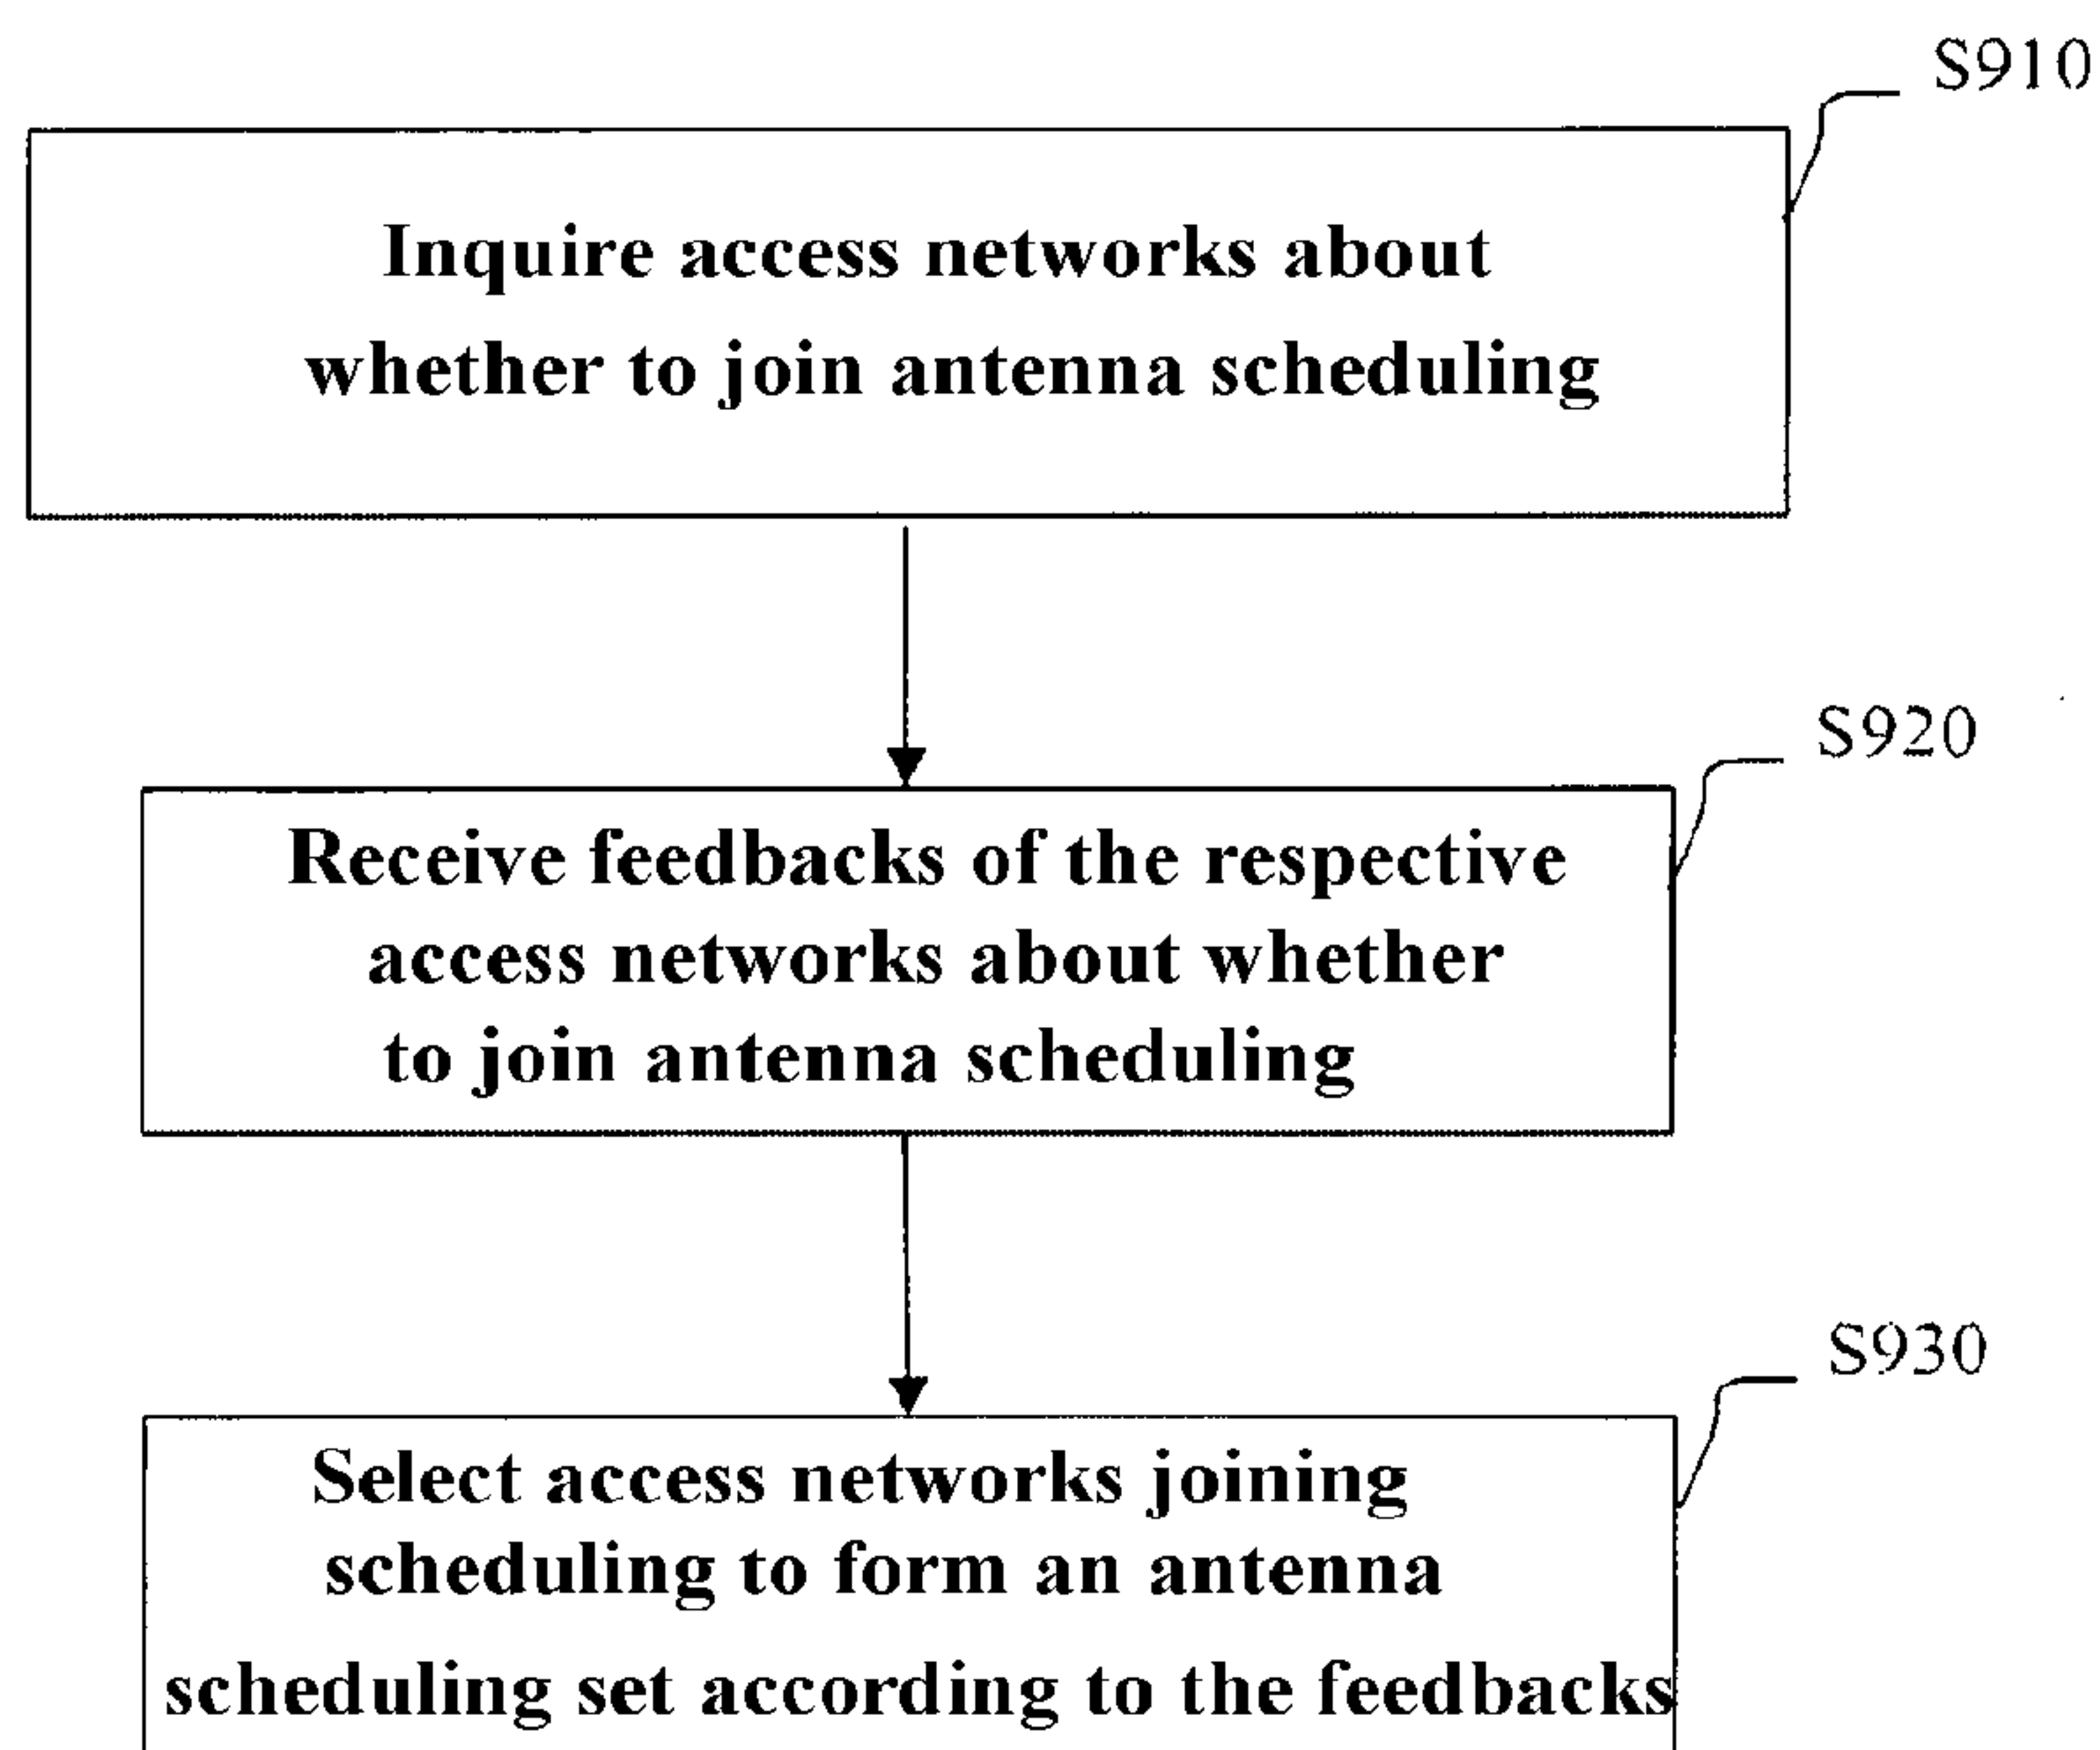 S910
Inquire access networks about
whether to join antenna scheduling
S920
Receive feedbacks of the respective
access networks about whether
to join antenna scheduling
S930
Select access networks joining
scheduling to form an antenna
scheduling set according to the feedbacks